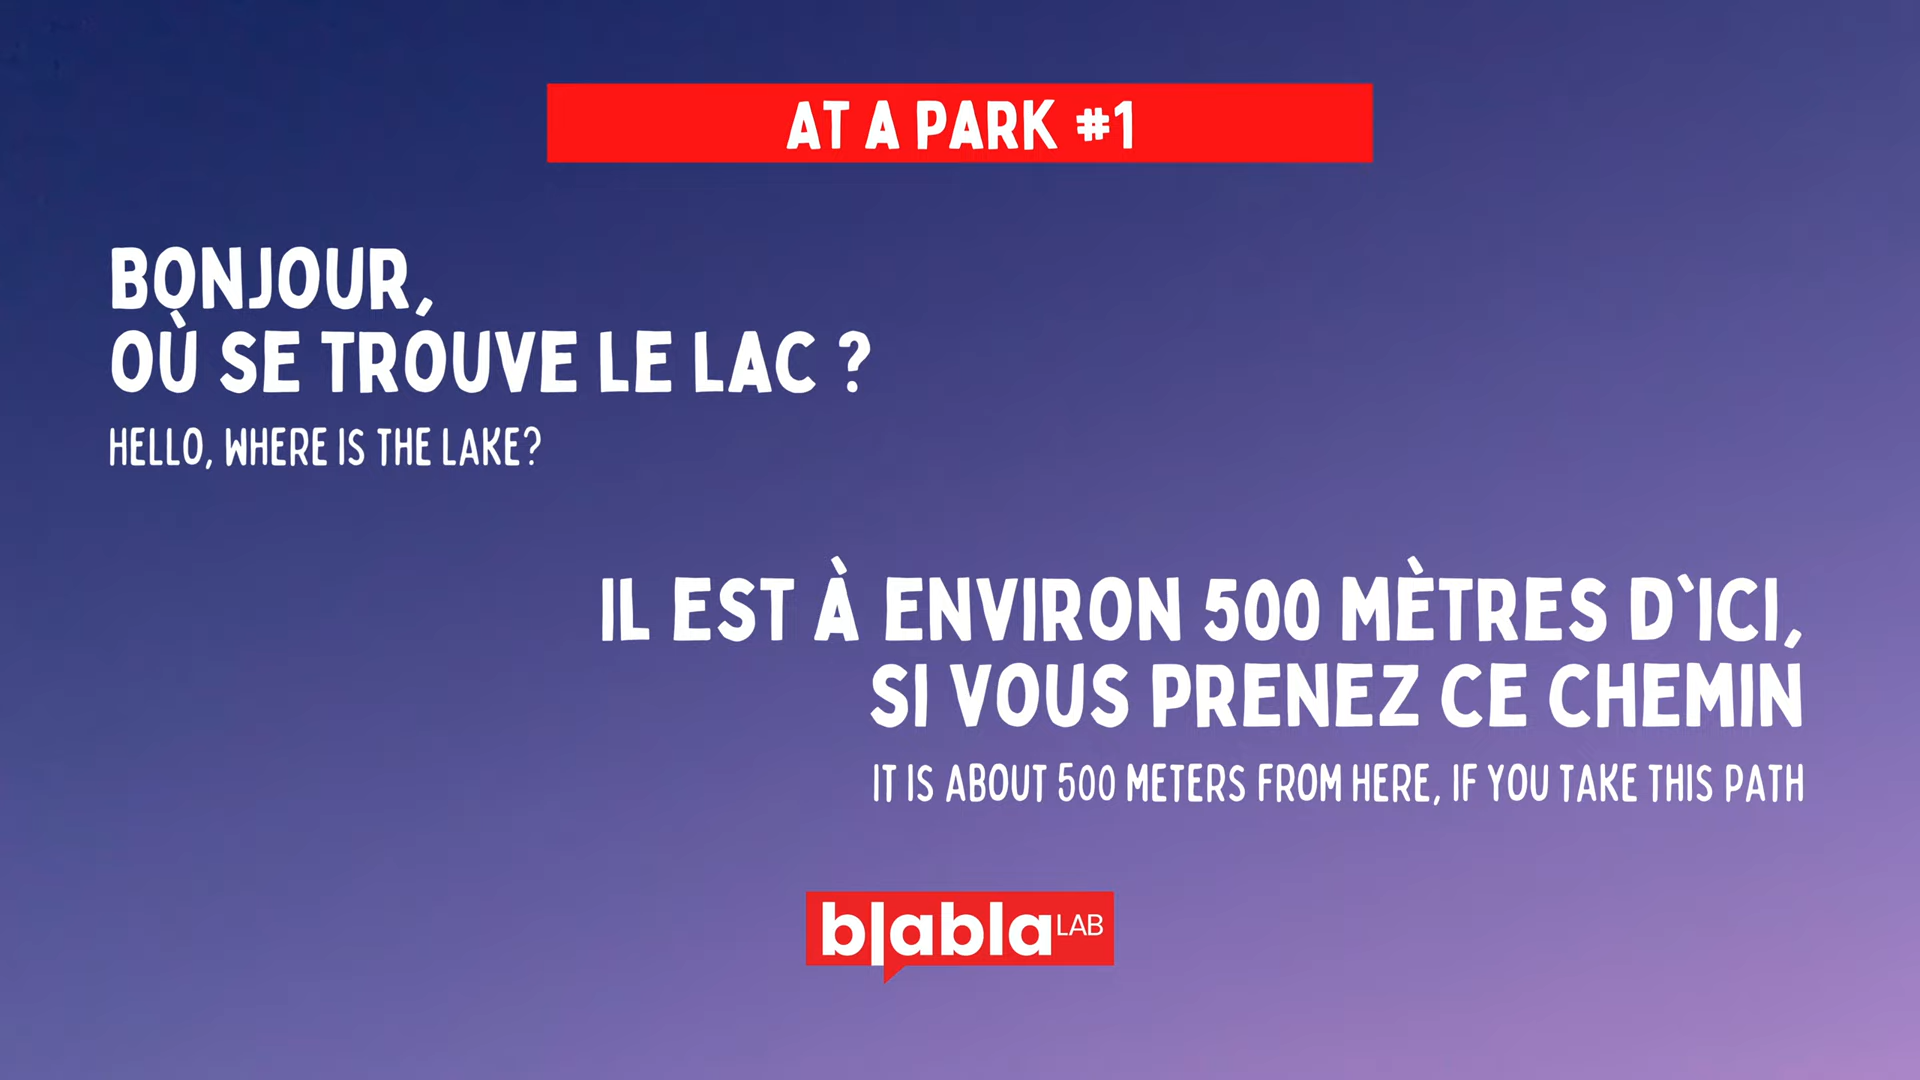 AT A PARK #1
BONJOUR,
OÙ SE TROUVE LE LAC ?
HELLO, WHERE IS THE LAKE?
IL EST À ENVIRON 500 MÈTRES D'ICI,
SI VOUS PRENEZ CE CHEMIN
IT IS ABOUT 500 METERS FROM HERE, IF YOU TAKE THIS PATH
blabla LAB